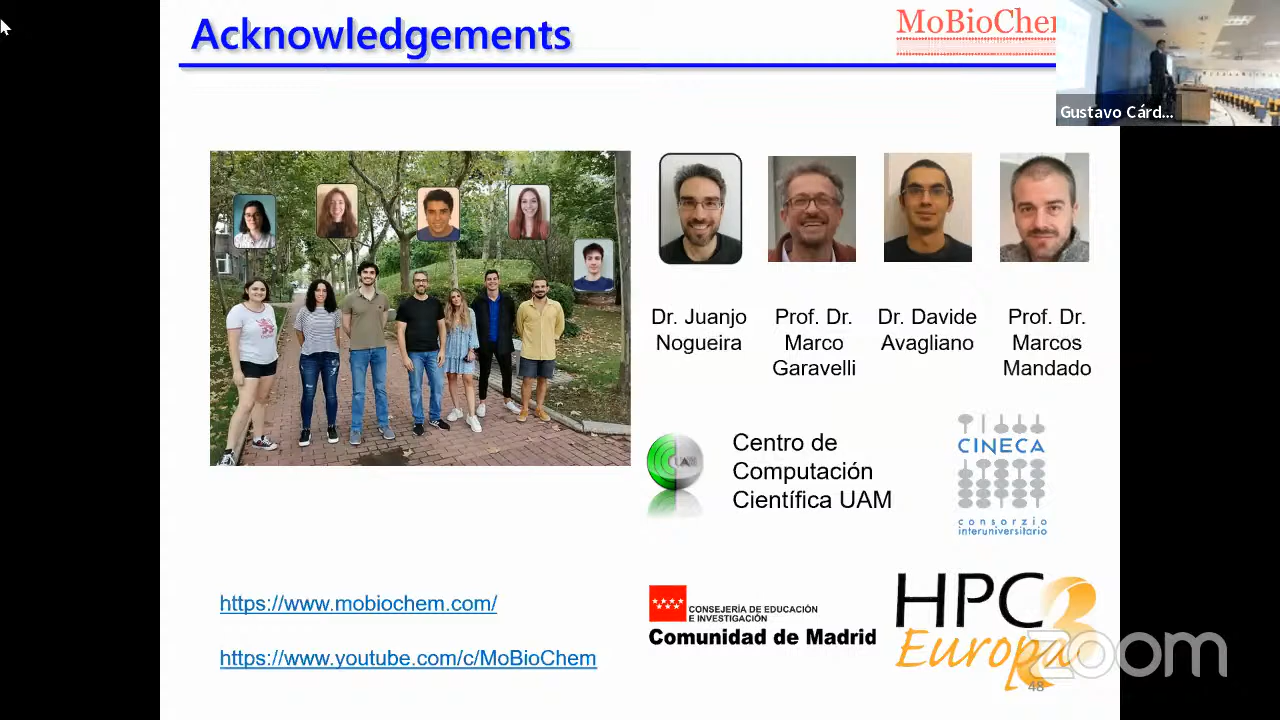 Acknowledgements
MoBioChem
Gustavo Cárd...
Dr. Juanjo
Nogueira
Prof. Dr.
Marco
Garavelli
Dr. Davide
Avagliano
Prof. Dr.
Marcos
Mandado
UAM
Centro de
Computación
Científica UAM
CINECA
consorzio
interuniversitario
https://www.mobiochem.com/
https://www.youtube.com/c/MoBioChem
CONSEJERÍA DE EDUCACIÓN
E INVESTIGACIÓN
Comunidad de Madrid
HPC
Europa
3
zoom
48